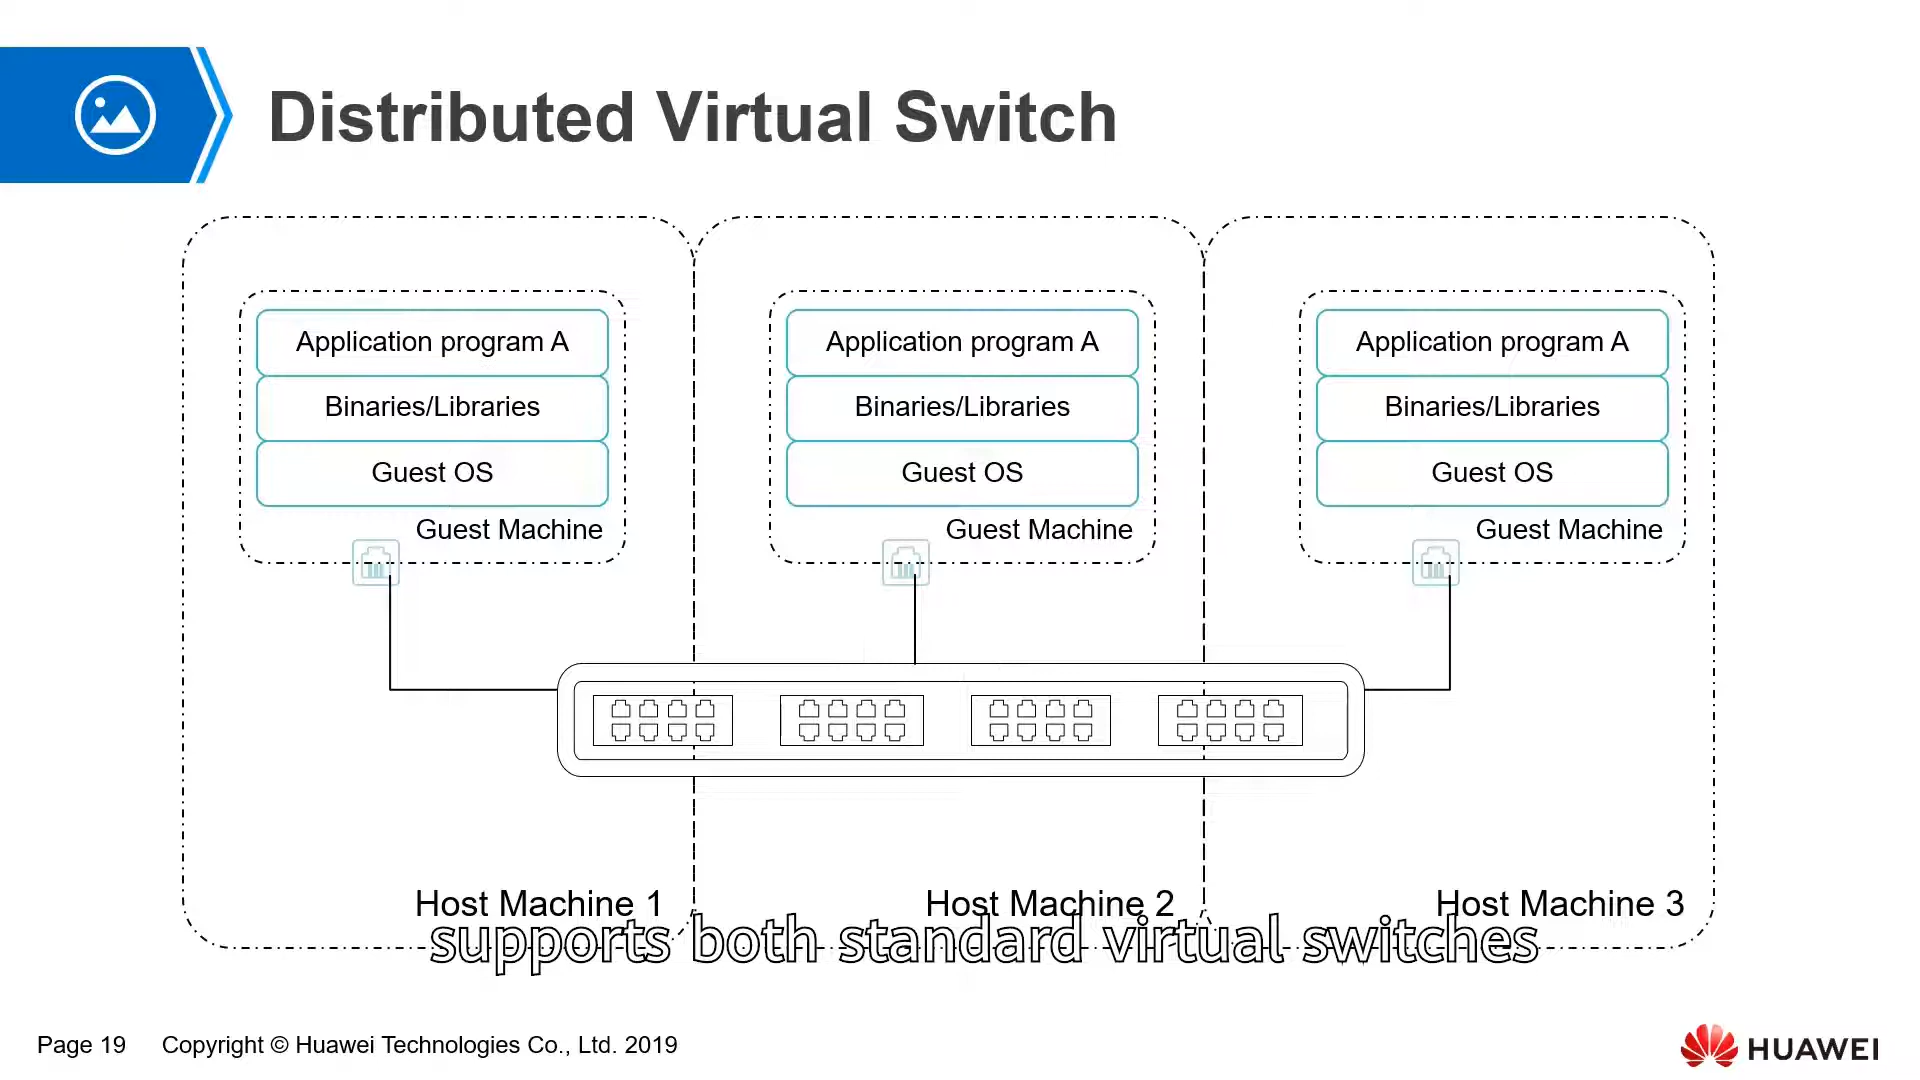 Distributed Virtual Switch
Application program A
Binaries/Libraries
Guest OS
Guest Machine
Application program A
Binaries/Libraries
Guest OS
Guest Machine
Application program A
Binaries/Libraries
Guest OS
Guest Machine
Host Machine 1
Host Machine 2
Host Machine 3
supports both standard virtual switches
Page 19
Copyright © Huawei Technologies Co., Ltd. 2019
HUAWEI